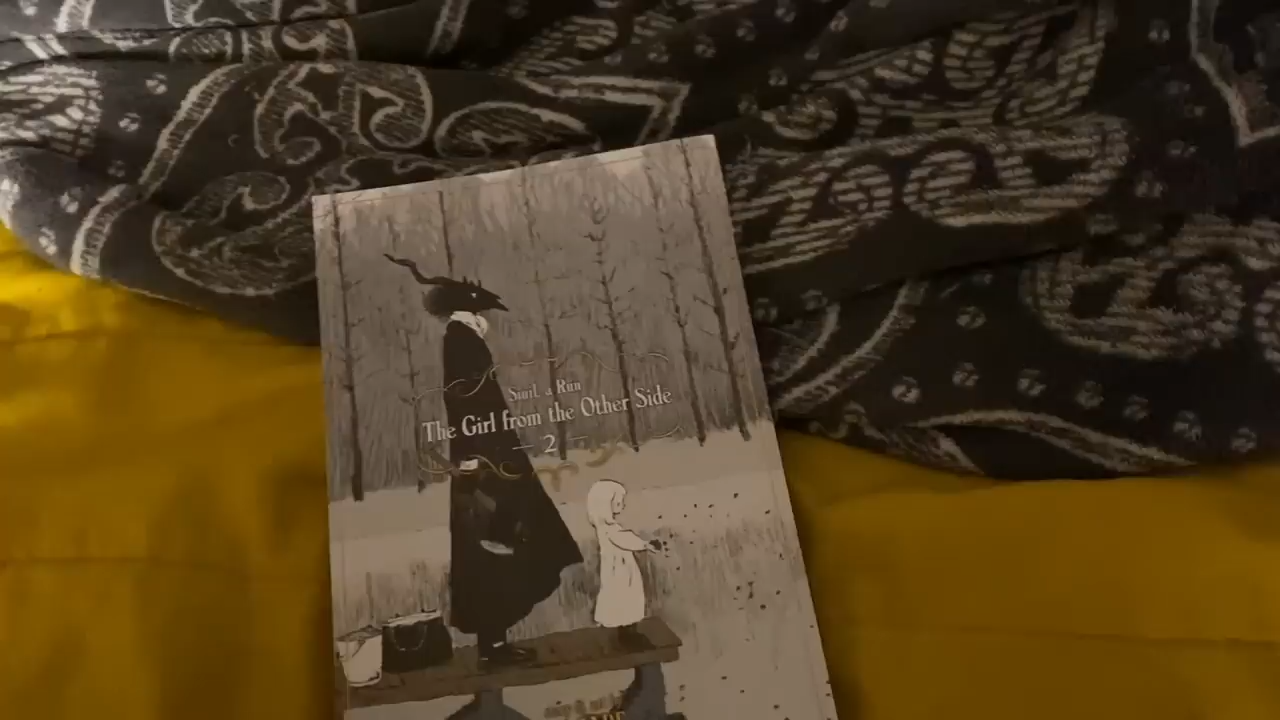 Siúil, a Rún
The Girl from the Other Side
2